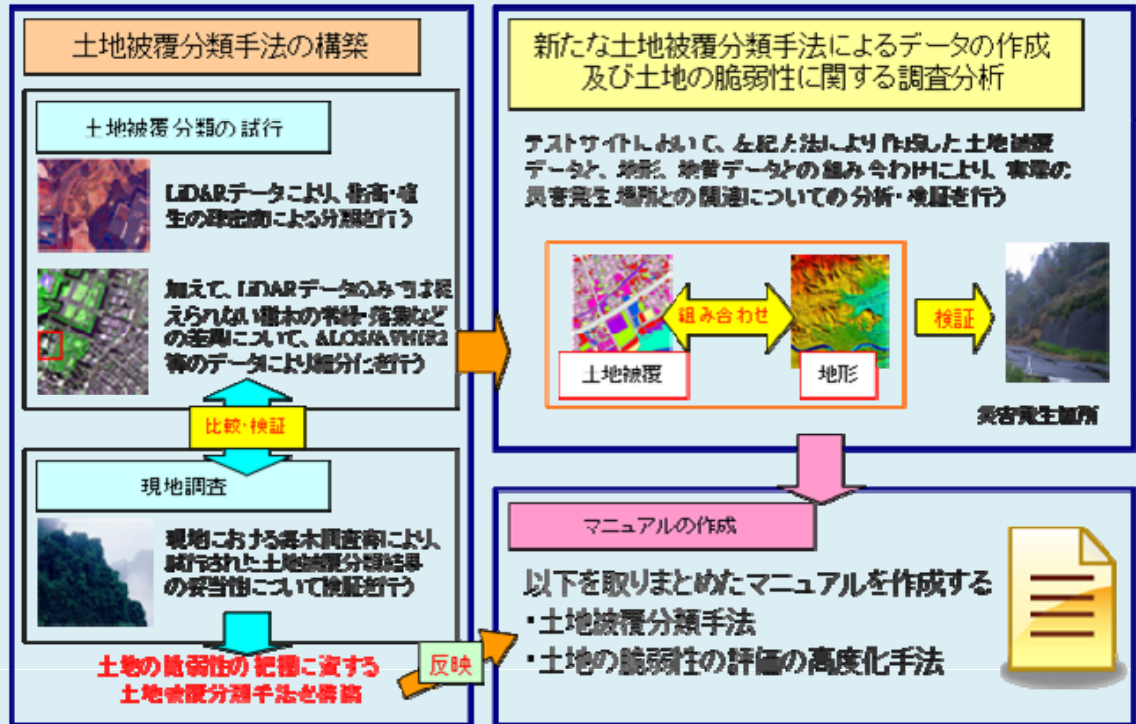 土地被覆分類手法の構築
土地被覆分類の試行
LiDARデータにより、樹高・植
生の疎密度による分類を行う
加えて、LiDARデータのみでは捉
えられない樹木の常緑・落葉など
の差異について、ALOS/AVNIR2
等のデータにより細分化を行う
比較・検証
現地調査
現地における毎木調査等により、
試行された土地被覆分類結果
の妥当性について検証を行う
土地の脆弱性の把握に資する
土地被覆分類手法を構築
反映
新たな土地被覆分類手法によるデータの作成
及び土地の脆弱性に関する調査分析
テストサイトにおいて、左記方法により作成した土地被覆
データと、地形、地質データとの組み合わせにより、実際の
災害発生場所との関連についての分析・検証を行う
組み合わせ
土地被覆
地形
検証
災害発生箇所
マニュアルの作成
以下を取りまとめたマニュアルを作成する
・土地被覆分類手法
・土地の脆弱性の評価の高度化手法